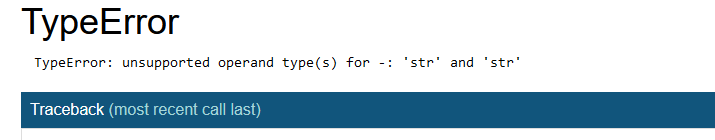 TypeError
TypeError: unsupported operand type(s) for -: 'str' and 'str'
Traceback (most recent call last)